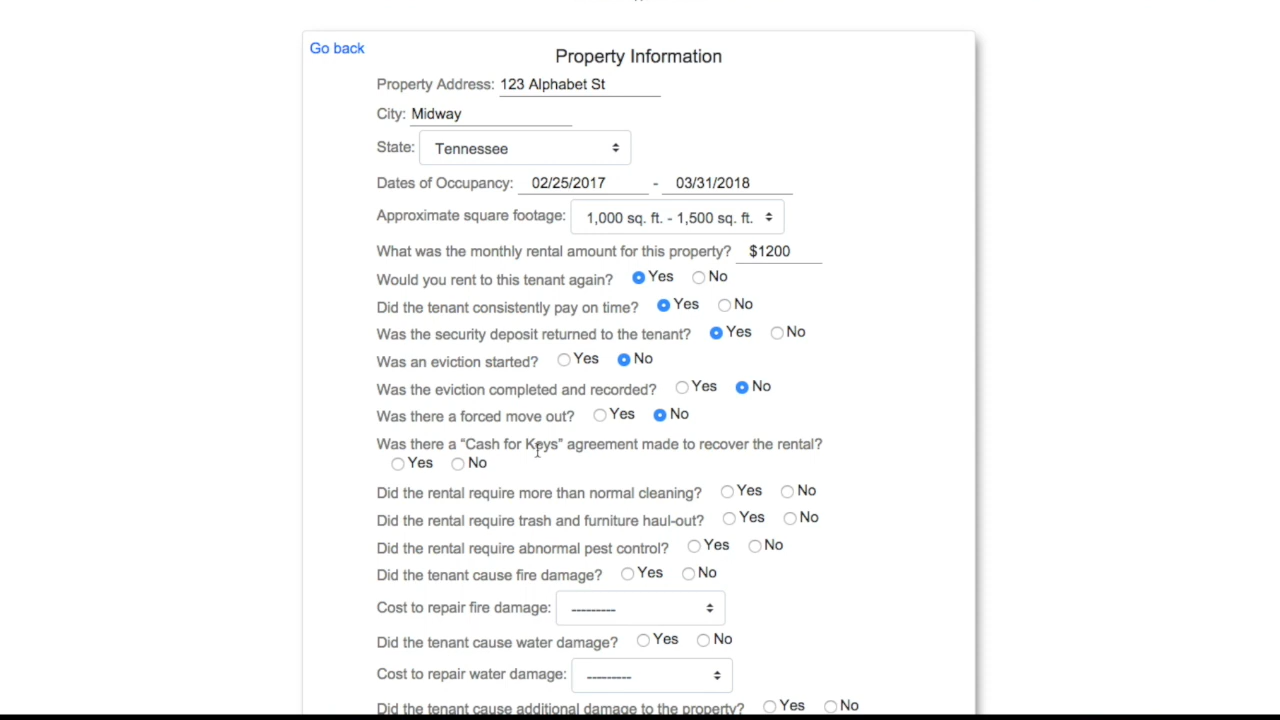 Go back
Property Information
Property Address: 123 Alphabet St
City: Midway
State: Tennessee
Dates of Occupancy: 02/25/2017 - 03/31/2018
Approximate square footage: 1,000 sq. ft. - 1,500 sq. ft.
What was the monthly rental amount for this property? $1200
Would you rent to this tenant again? Yes No
Did the tenant consistently pay on time? Yes No
Was the security deposit returned to the tenant? Yes No
Was an eviction started? Yes No
Was the eviction completed and recorded? Yes No
Was there a forced move out? Yes No
Was there a “Cash for Keys” agreement made to recover the rental?
Yes No
Did the rental require more than normal cleaning? Yes No
Did the rental require trash and furniture haul-out? Yes No
Did the rental require abnormal pest control? Yes No
Did the tenant cause fire damage? Yes No
Cost to repair fire damage: ---------
Did the tenant cause water damage? Yes No
Cost to repair water damage: ---------
Did the tenant cause additional damage to the property? Yes No